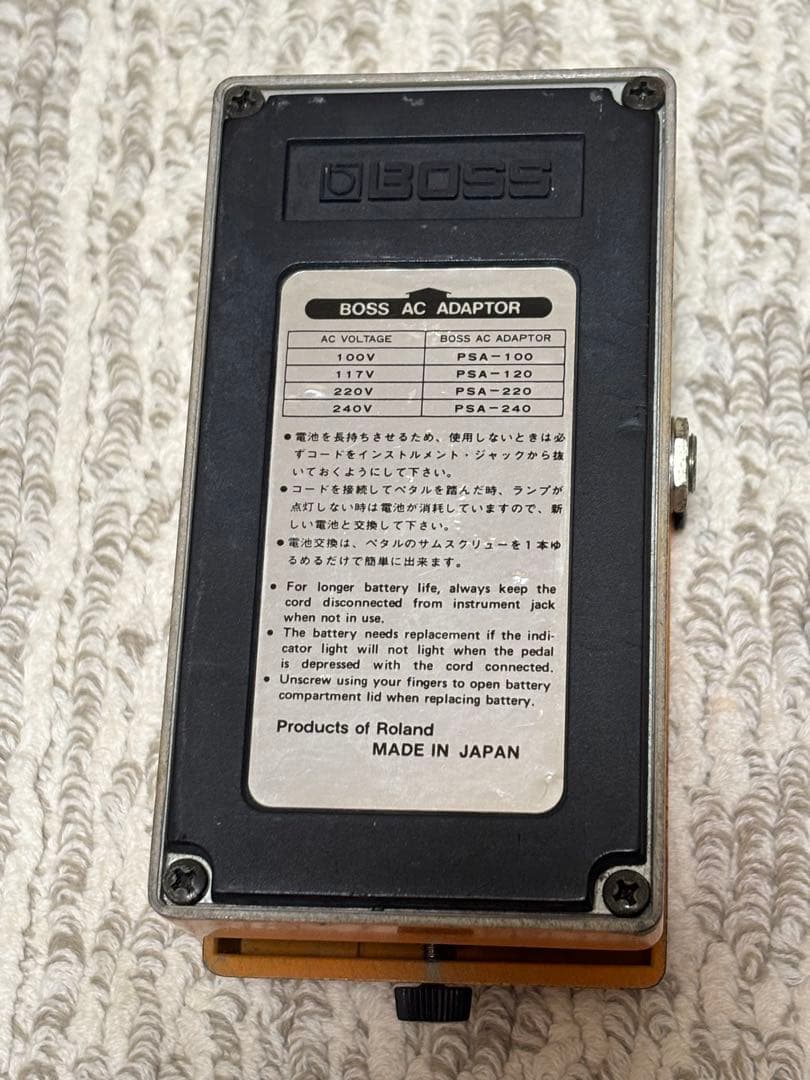 BOSS
BOSS AC ADAPTOR
AC VOLTAGE BOSS AC ADAPTOR
100V PSA-100
117V PSA-120
220V PSA-220
240V PSA-240
●電池を長持ちさせるため、使用しないときは必
ずコードをインストルメント・ジャックから抜
いておくようにして下さい。
●コードを接続してペタルを踏んだ時、ランプが
点灯しない時は電池が消耗していますので、新
しい電池と交換して下さい。
●電池交換は、ペタルのサムスクリューを1本ゆ
るめるだけで簡単に出来ます。
● For longer battery life, always keep the
cord disconnected from instrument jack
when not in use.
● The battery needs replacement if the indi-
cator light will not light when the pedal
is depressed with the cord connected.
● Unscrew using your fingers to open battery
compartment lid when replacing battery.
Products of Roland
MADE IN JAPAN